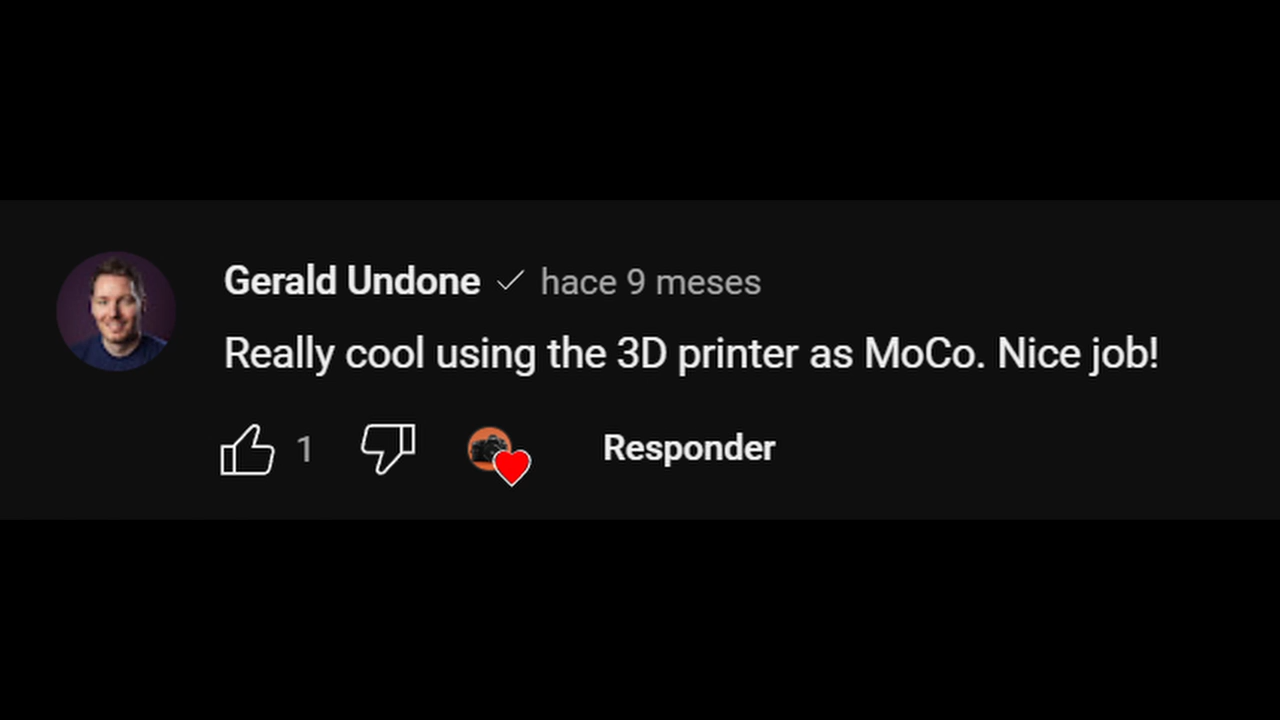 Gerald Undone hace 9 meses
Really cool using the 3D printer as MoCo. Nice job!
1 Responder